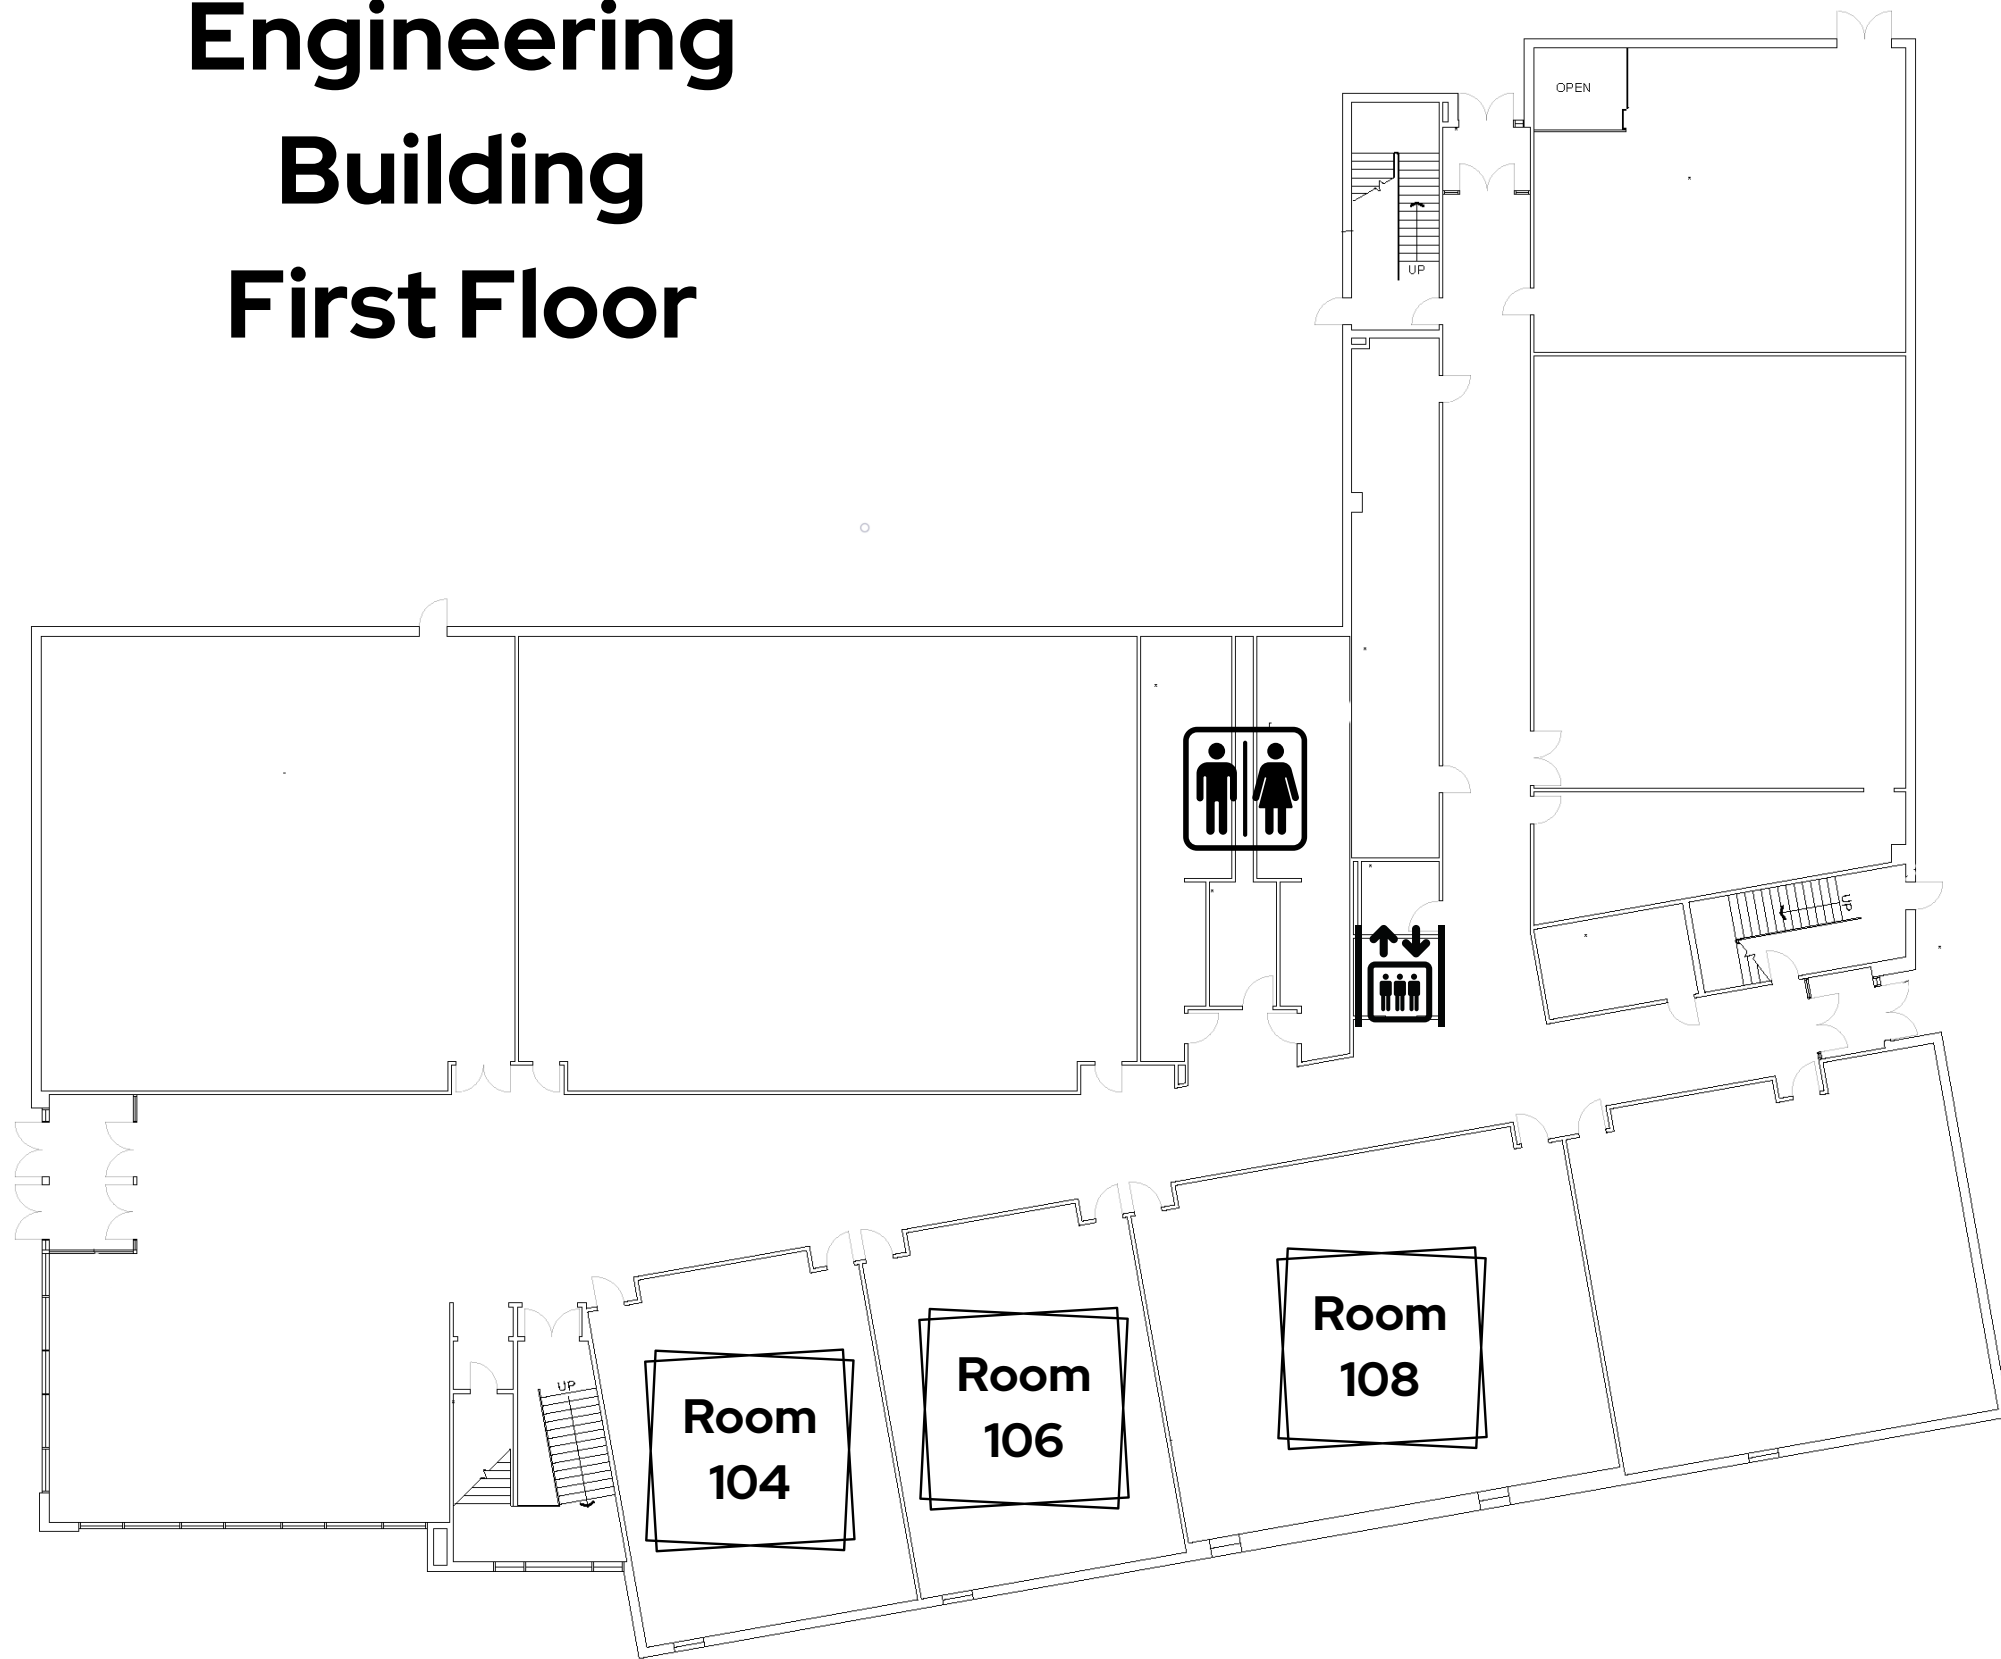 Engineering
Building
First Floor
OPEN
UP
UP
UP
Room
104
Room
106
Room
108